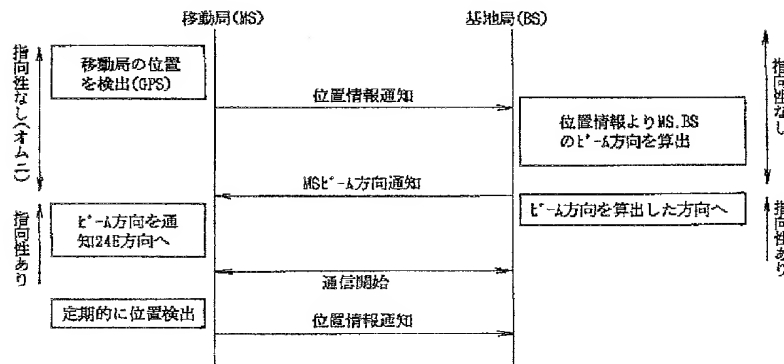 移動局(MS)
基地局(BS)
指向性なし(オムニ)
移動局の位置
を検出(GPS)
位置情報通知
指向性なし
位置情報よりMS.BS
のﾋﾞｰﾑ方向を算出
MSﾋﾞｰﾑ方向通知
ﾋﾞｰﾑ方向を算出した方向へ
指向性あり
ﾋﾞｰﾑ方向を通
知I24E方向へ
指向性あり
通信開始
定期的に位置検出
位置情報通知